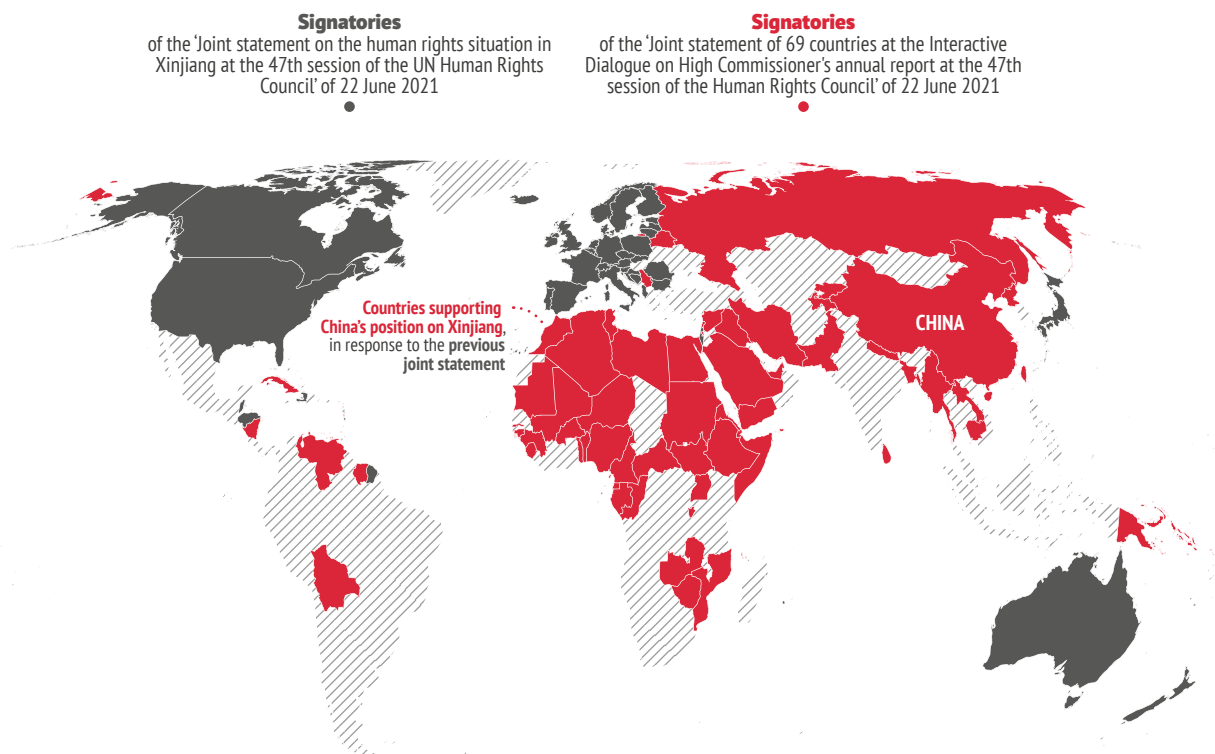 Signatories
of the ‘Joint statement on the human rights situation in
Xinjiang at the 47th session of the UN Human Rights
Council’ of 22 June 2021
Signatories
of the ‘Joint statement of 69 countries at the Interactive
Dialogue on High Commissioner's annual report at the 47th
session of the Human Rights Council’ of 22 June 2021
Countries supporting
China’s position on Xinjiang,
in response to the previous
joint statement
CHINA